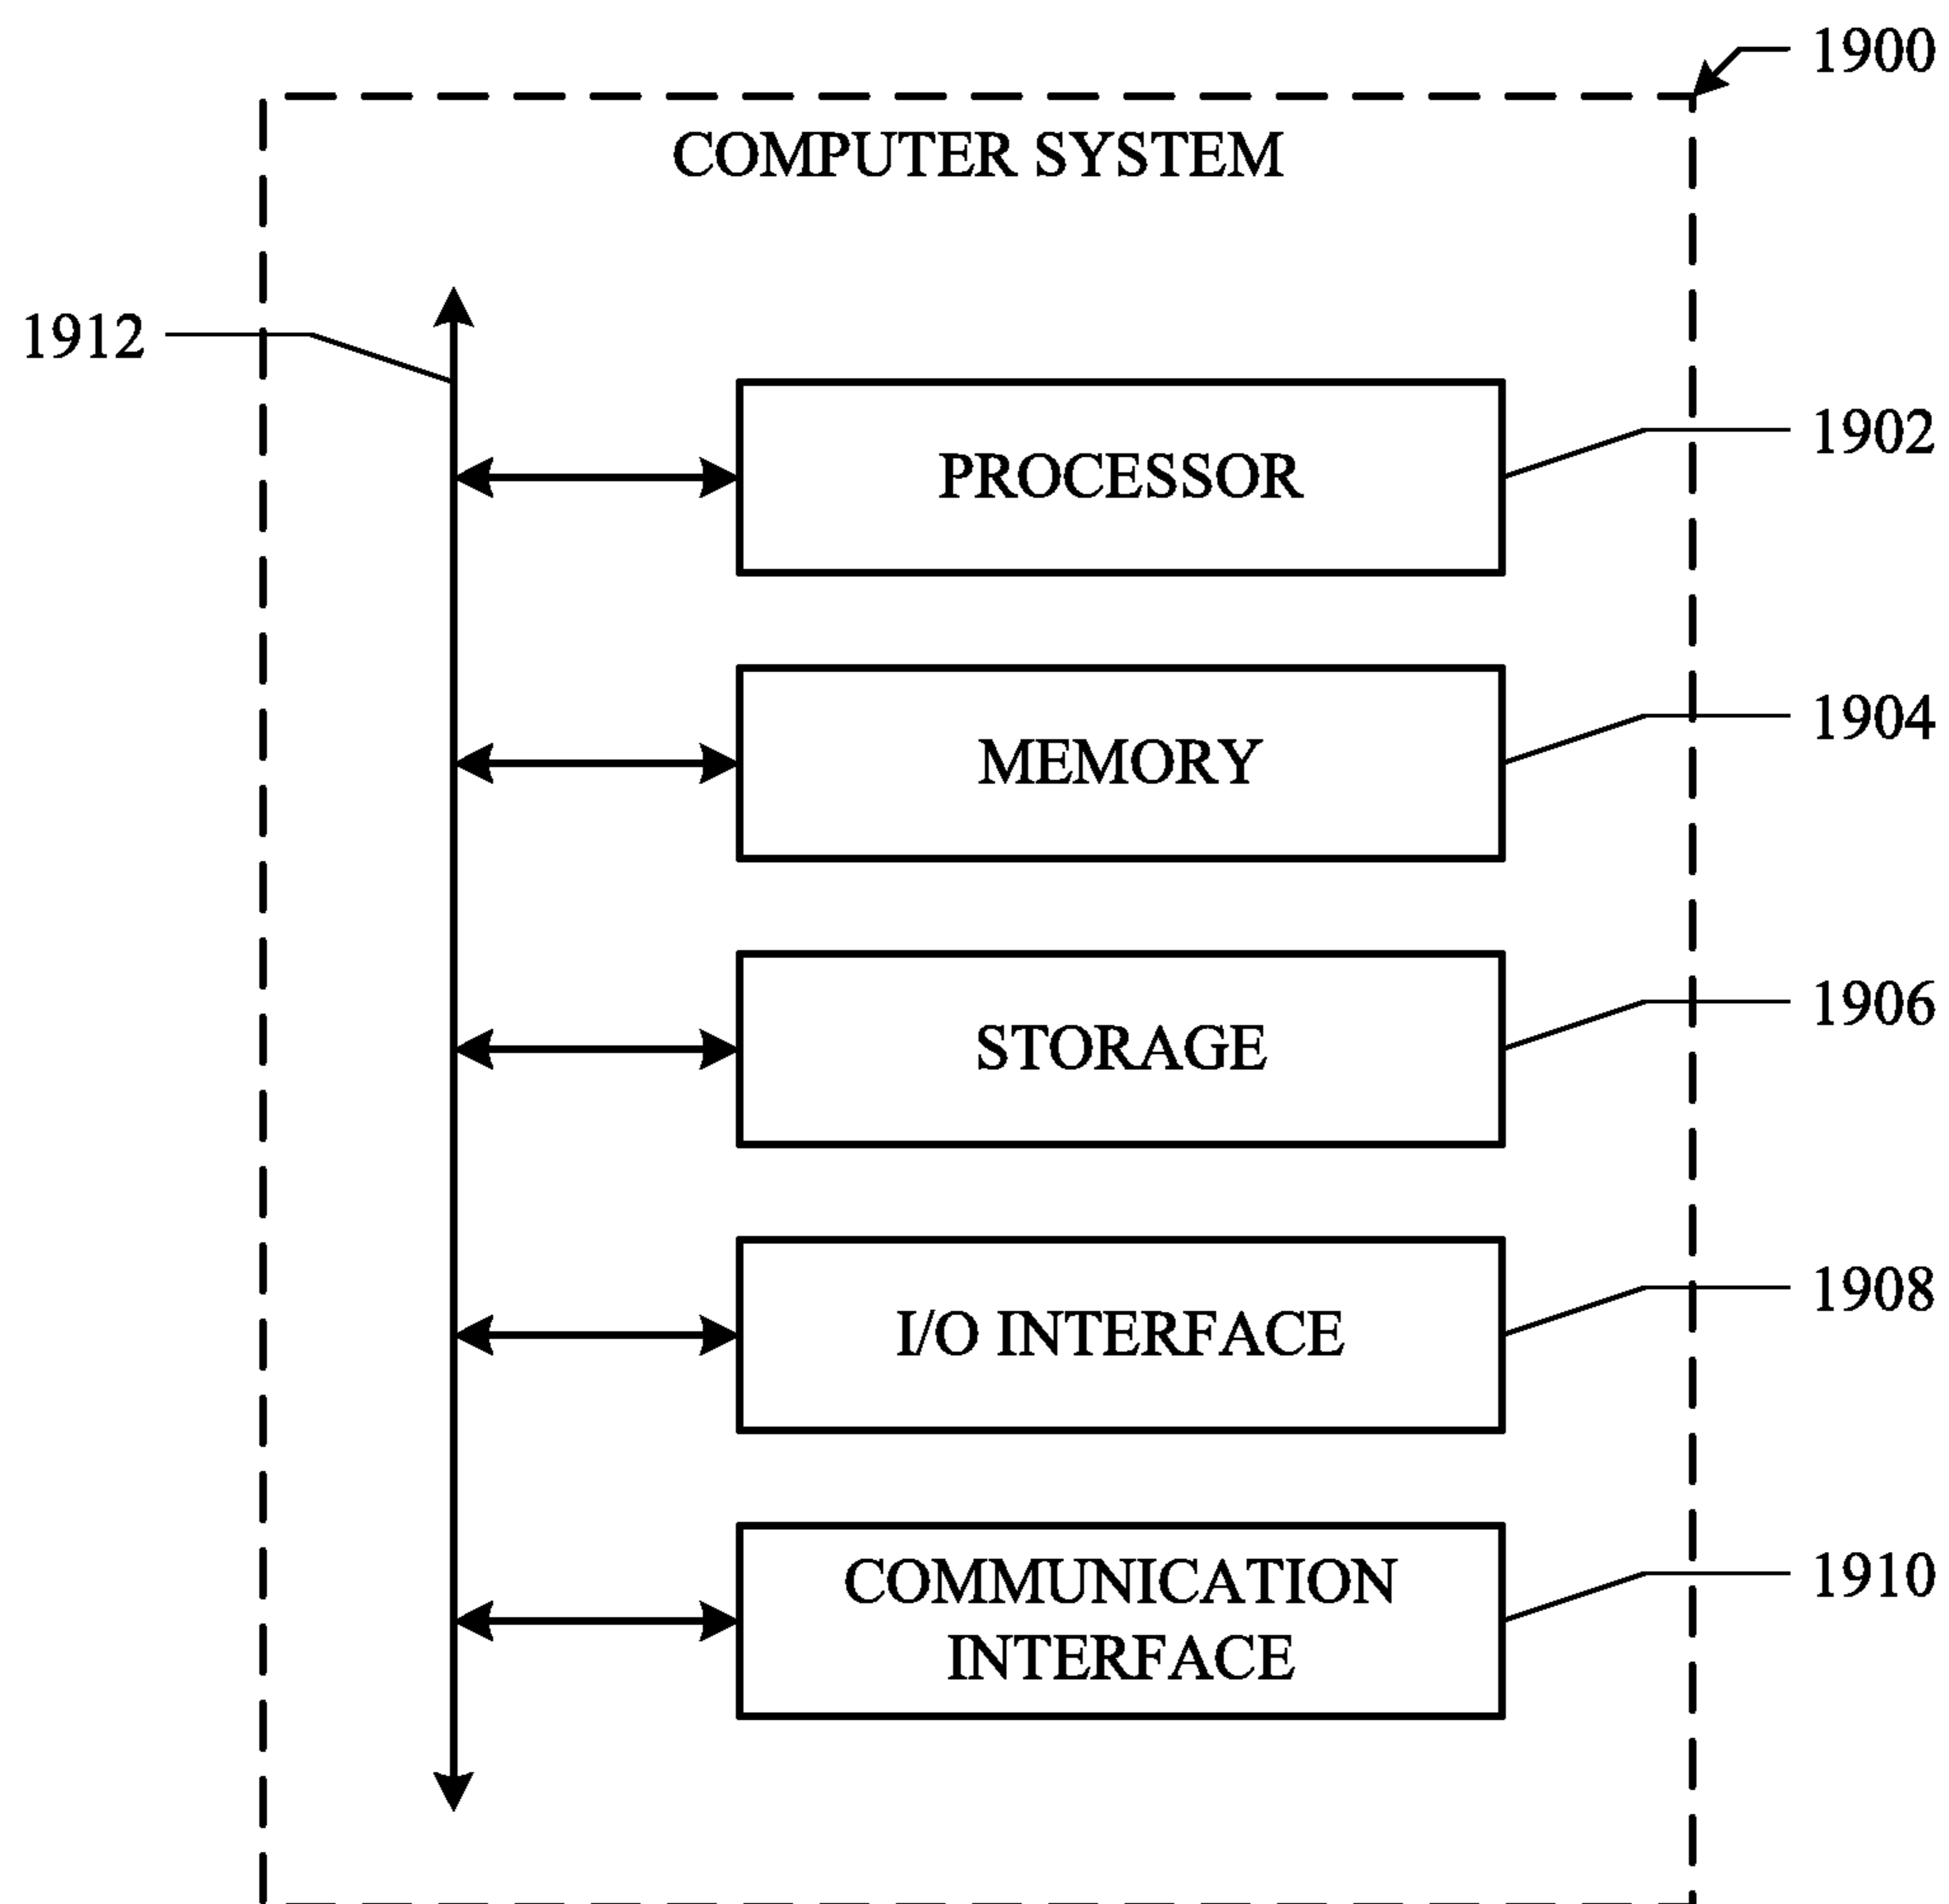 1900
COMPUTER SYSTEM
1912
PROCESSOR
1902
MEMORY
1904
STORAGE
1906
I/O INTERFACE
1908
COMMUNICATION
INTERFACE
1910